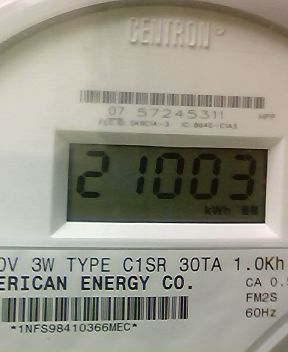 CENTRON®
07 57245311 HPP
21003
kWh
0V 3W TYPE C1SR 30TA 1.0Kh
ERICAN ENERGY CO. CA 0.5
FM2S
*1NFS98410366MEC* 60Hz